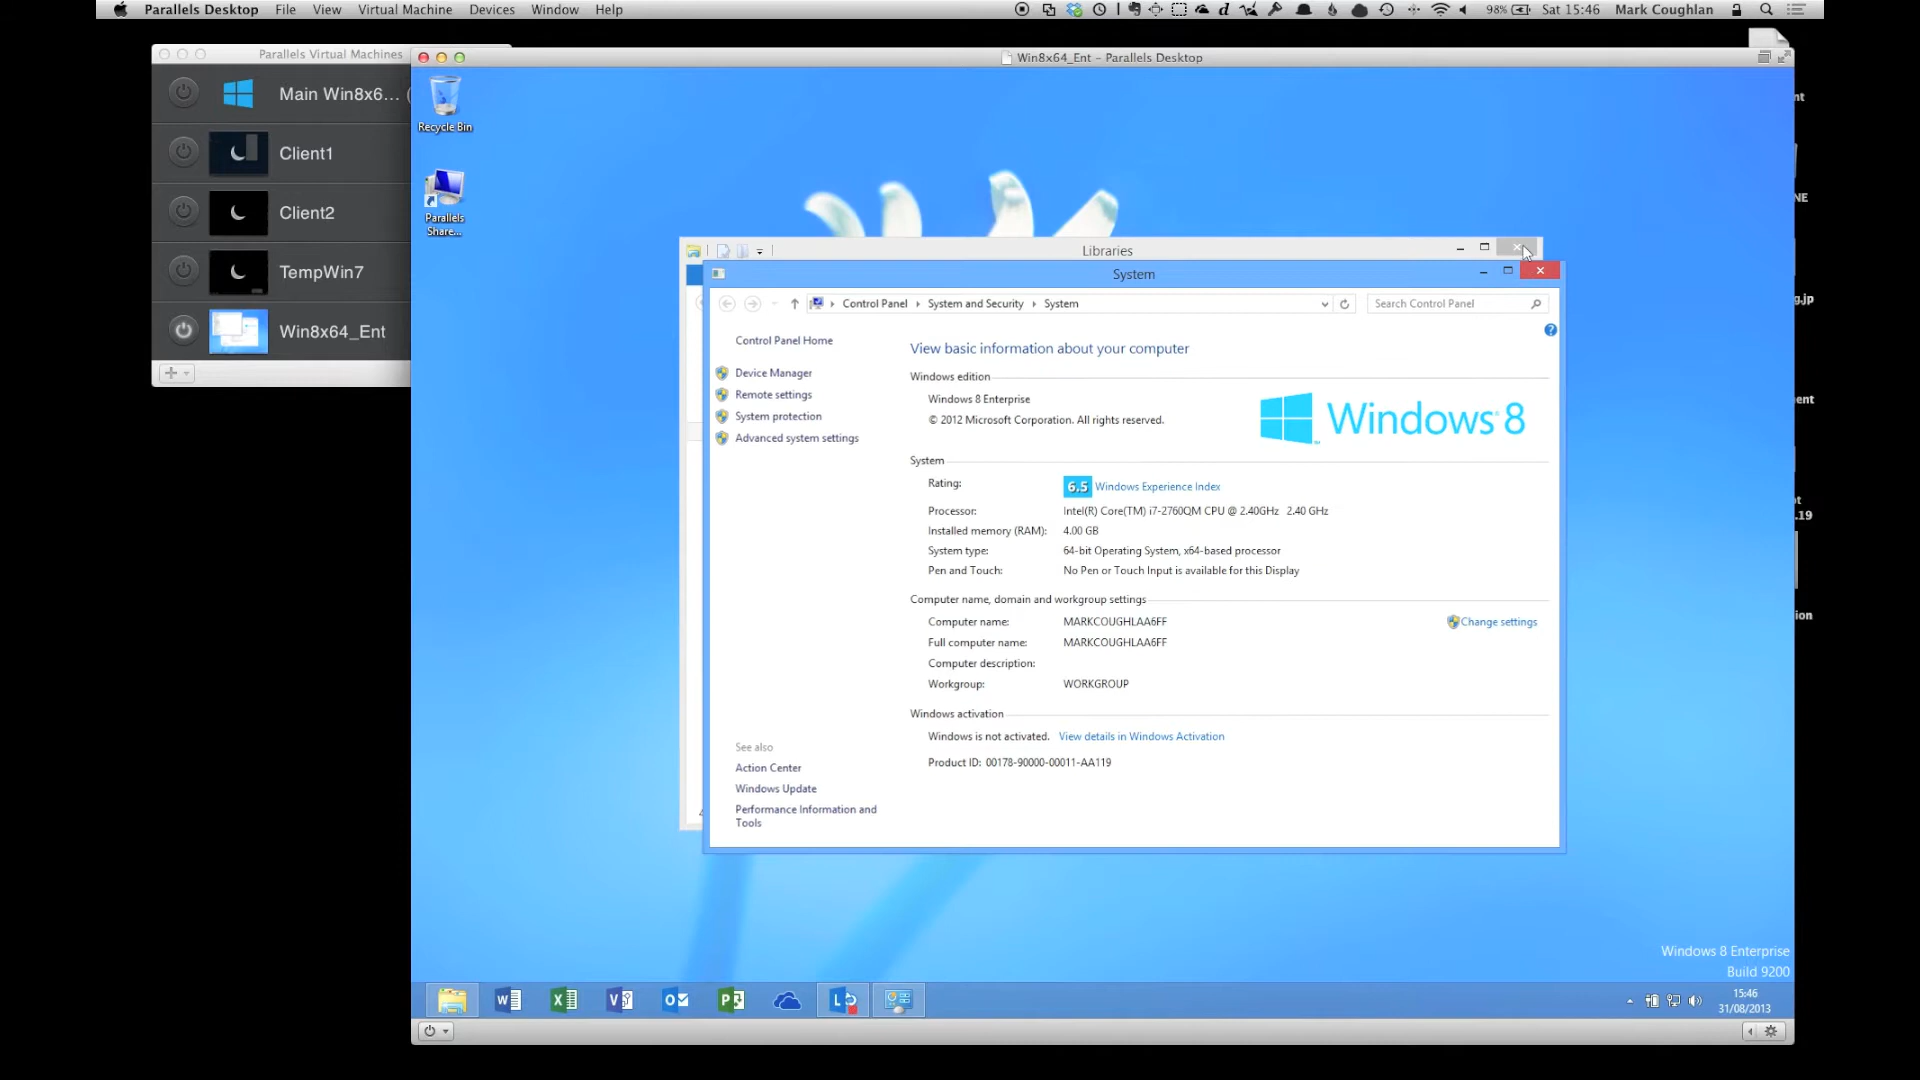 Parallels Desktop File View Virtual Machine Devices Window Help
98% Sat 15:46 Mark Coughlan
Parallels Virtual Machines
Main Win8x6... (
Client1
Client2
TempWin7
Win8x64_Ent
Win8x64_Ent – Parallels Desktop
Recycle Bin
Parallels
Share...
Libraries
System
Control Panel System and Security System
Search Control Panel
Control Panel Home
Device Manager
Remote settings
System protection
Advanced system settings
See also
Action Center
Windows Update
Performance Information and
Tools
View basic information about your computer
Windows edition
Windows 8 Enterprise
© 2012 Microsoft Corporation. All rights reserved.
Windows 8
System
Rating: 6.5 Windows Experience Index
Processor: Intel(R) Core(TM) i7-2760QM CPU @ 2.40GHz 2.40 GHz
Installed memory (RAM): 4.00 GB
System type: 64-bit Operating System, x64-based processor
Pen and Touch: No Pen or Touch Input is available for this Display
Computer name, domain and workgroup settings
Computer name: MARKCOUGHLAA6FF
Change settings
Full computer name: MARKCOUGHLAA6FF
Computer description:
Workgroup: WORKGROUP
Windows activation
Windows is not activated. View details in Windows Activation
Product ID: 00178-90000-00011-AA119
Windows 8 Enterprise
Build 9200
15:46
31/08/2013
nt
NE
g.jp
ent
ot
.19
ion